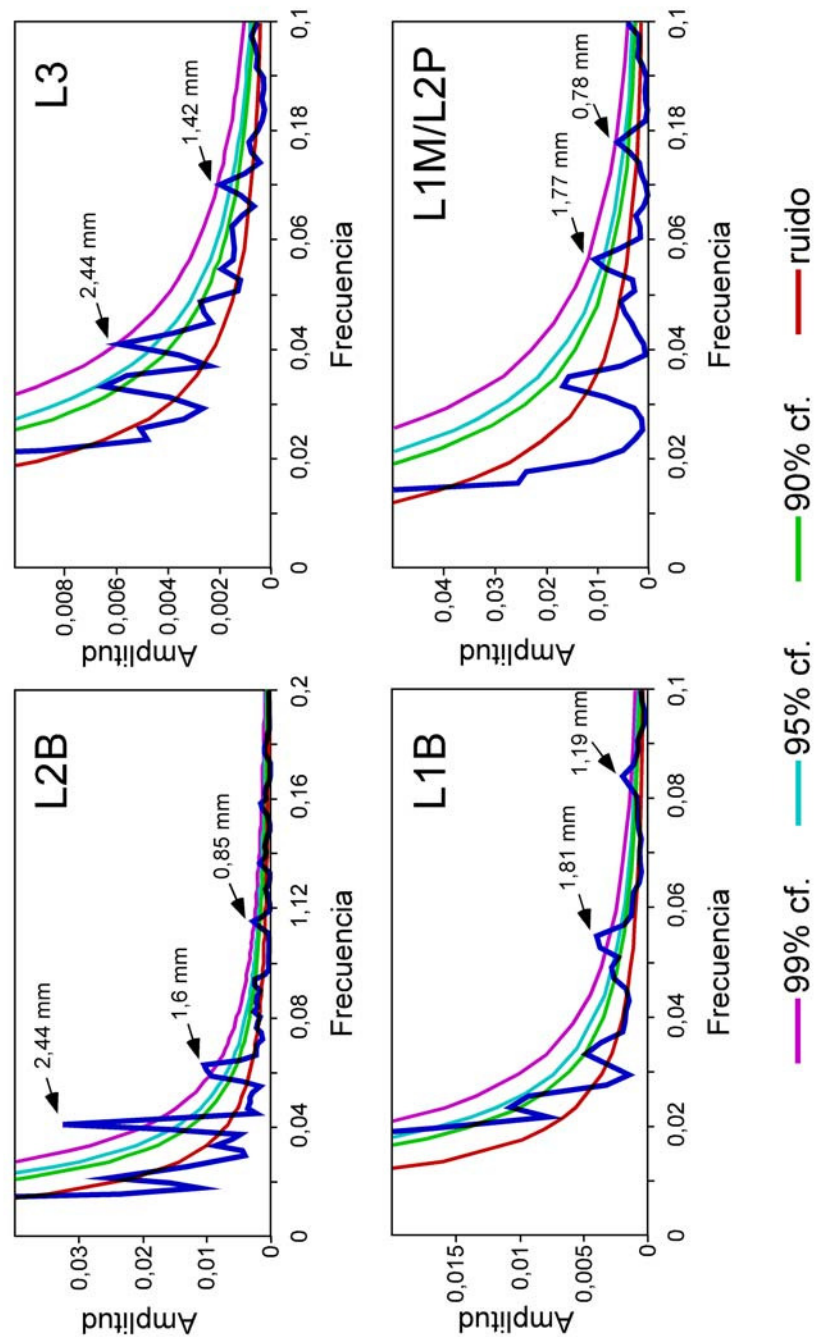 L2B
Amplitud
0,03
0,02
0,01
0
2,44 mm
1,6 mm
0,85 mm
0 0,04 0,08 1,12 0,16 0,2
Frecuencia
L3
Amplitud
0,008
0,006
0,004
0,002
0
2,44 mm
1,42 mm
0 0,02 0,04 0,06 0,18 0,1
Frecuencia
L1B
Amplitud
0,015
0,01
0,005
0
1,81 mm
1,19 mm
0 0,02 0,04 0,06 0,08 0,1
Frecuencia
L1M/L2P
Amplitud
0,04
0,03
0,02
0,01
0
1,77 mm
0,78 mm
0 0,02 0,04 0,06 0,18 0,1
Frecuencia
99% cf. 95% cf. 90% cf. ruido